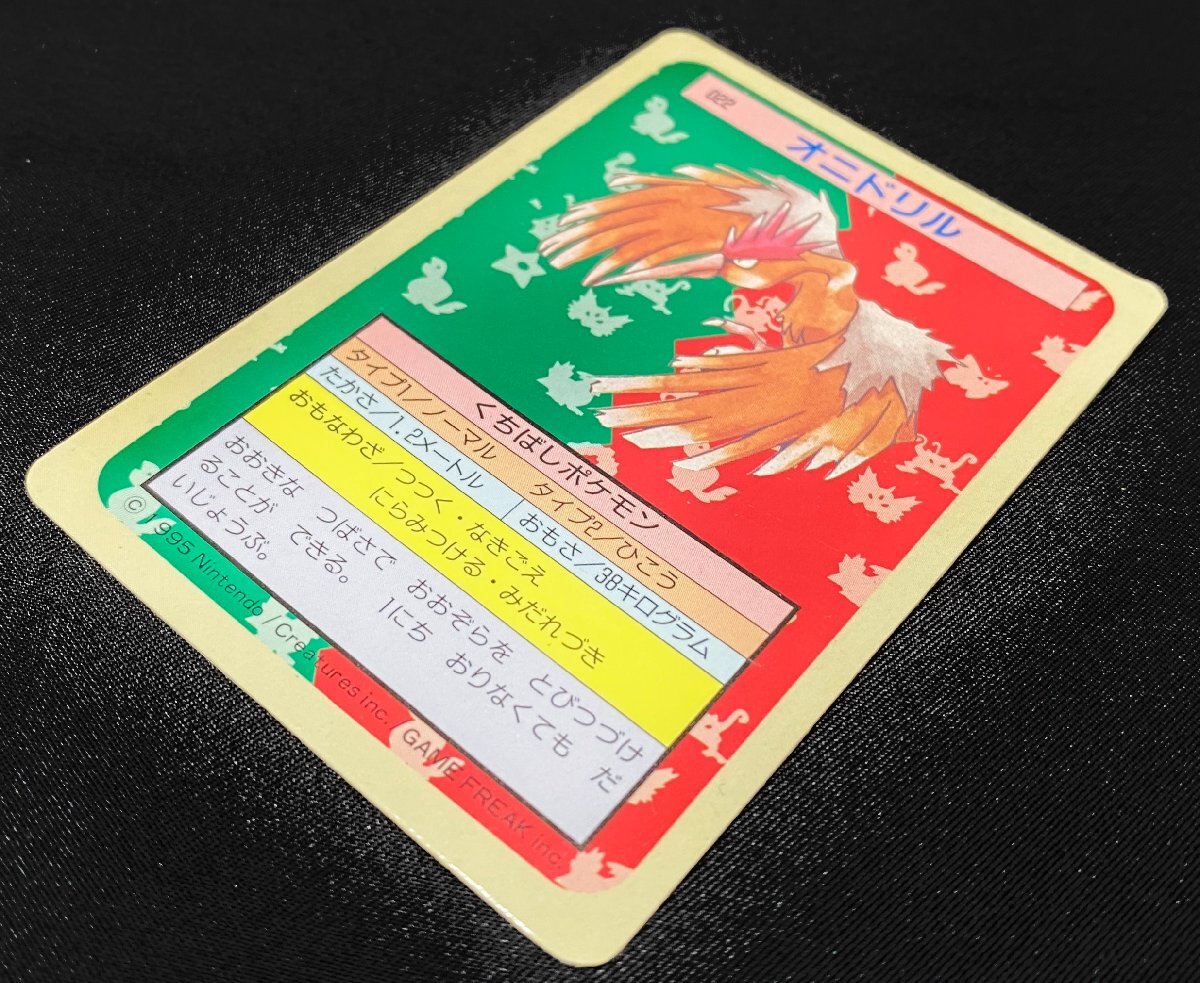 022
オニドリル
くちばしポケモン
タイプ1/ノーマル　タイプ2/ひこう
たかさ/1.2メートル　おもさ/38キログラム
おもなわざ/つつく・なきごえ
にらみつける・みだれづき
おおきな　つばさで　おおぞらを　とびつづけ
ることが　できる。　1にち　おりなくても　だ
いじょうぶ。
© 1995 Nintendo/Creatures inc. GAME FREAK inc.